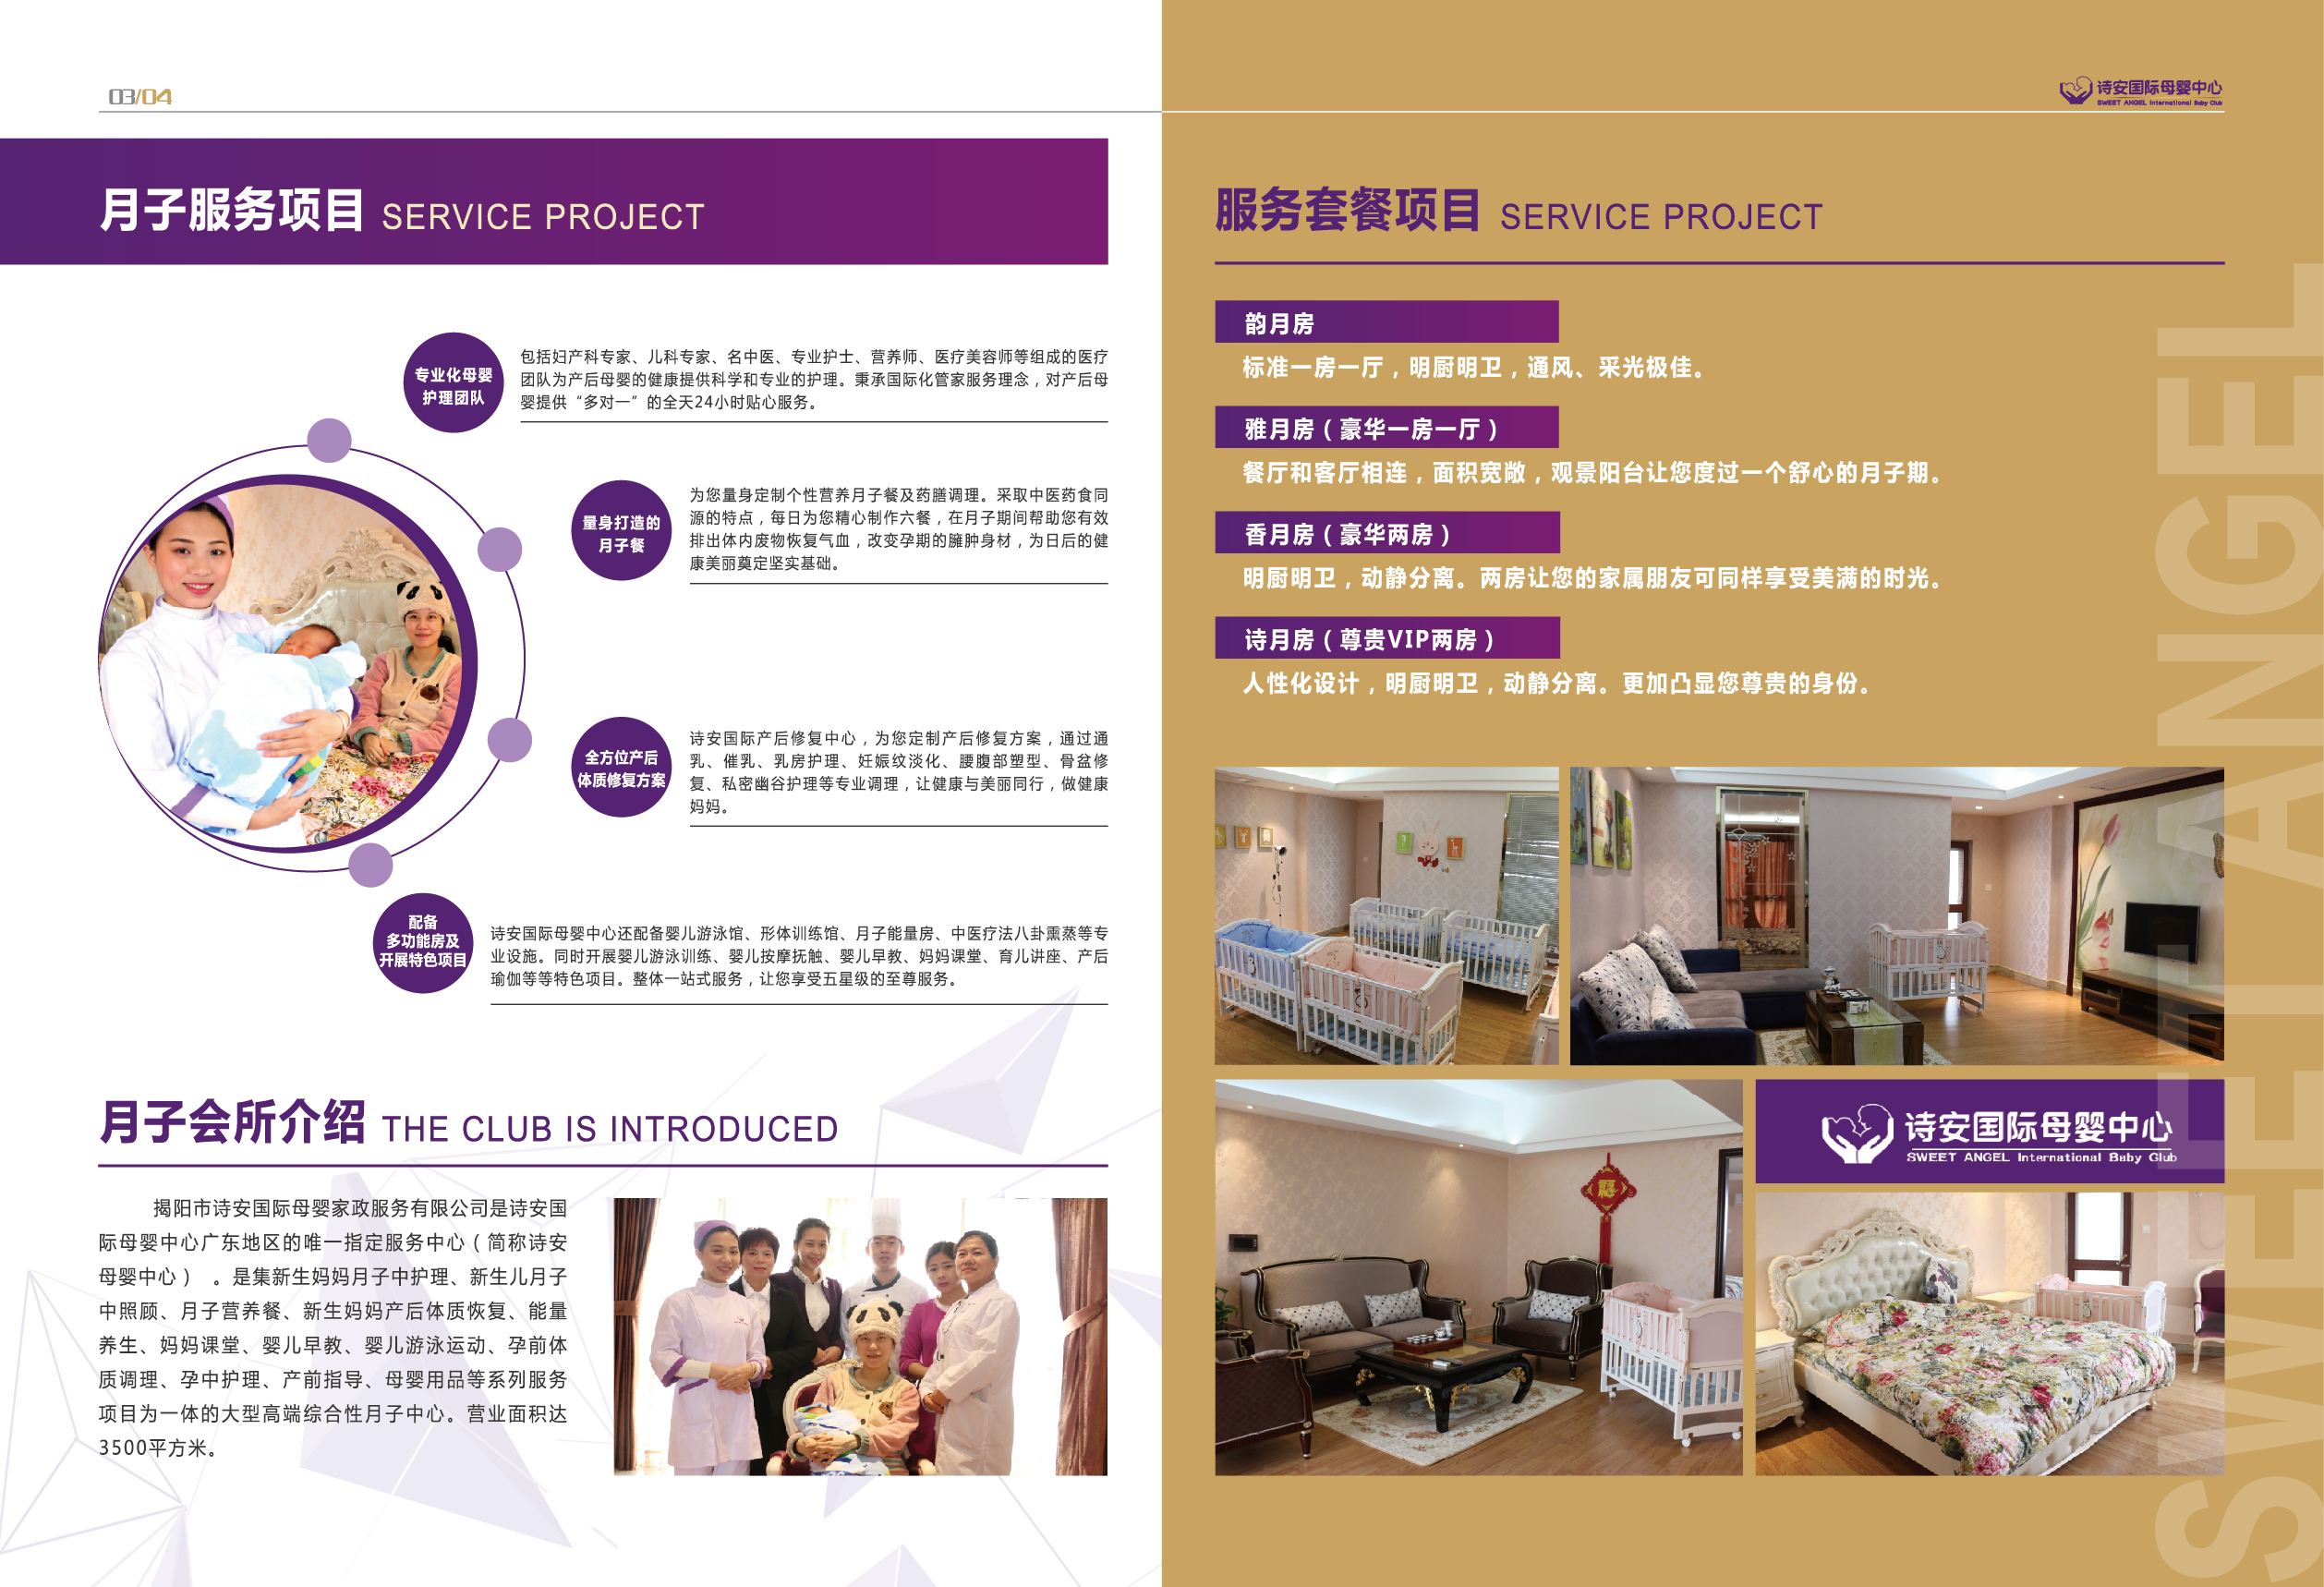 03/04
月子服务项目 SERVICE PROJECT
专业化母婴
护理团队
包括妇产科专家、儿科专家、名中医、专业护士、营养师、医疗美容师等组成的医疗
团队为产后母婴的健康提供科学和专业的护理。秉承国际化管家服务理念，对产后母
婴提供“多对一”的全天24小时贴心服务。
量身打造的
月子餐
为您量身定制个性营养月子餐及药膳调理。采取中医药食同
源的特点，每日为您精心制作六餐，在月子期间帮助您有效
排出体内废物恢复气血，改变孕期的臃肿身材，为日后的健
康美丽奠定坚实基础。
全方位产后
体质修复方案
诗安国际产后修复中心，为您定制产后修复方案，通过通
乳、催乳、乳房护理、妊娠纹淡化、腰腹部塑型、骨盆修
复、私密幽谷护理等专业调理，让健康与美丽同行，做健康
妈妈。
配备
多功能房及
开展特色项目
诗安国际母婴中心还配备婴儿游泳馆、形体训练馆、月子能量房、中医疗法八卦熏蒸等专
业设施。同时开展婴儿游泳训练、婴儿按摩抚触、婴儿早教、妈妈课堂、育儿讲座、产后
瑜伽等等特色项目。整体一站式服务，让您享受五星级的至尊服务。
月子会所介绍 THE CLUB IS INTRODUCED
揭阳市诗安国际母婴家政服务有限公司是诗安国
际母婴中心广东地区的唯一指定服务中心（简称诗安
母婴中心） 。是集新生妈妈月子中护理、新生儿月子
中照顾、月子营养餐、新生妈妈产后体质恢复、能量
养生、妈妈课堂、婴儿早教、婴儿游泳运动、孕前体
质调理、孕中护理、产前指导、母婴用品等系列服务
项目为一体的大型高端综合性月子中心。营业面积达
3500平方米。
诗安国际母婴中心
SWEET ANGEL International Baby Club
服务套餐项目 SERVICE PROJECT
韵月房
标准一房一厅，明厨明卫，通风、采光极佳。
雅月房（豪华一房一厅）
餐厅和客厅相连，面积宽敞，观景阳台让您度过一个舒心的月子期。
香月房（豪华两房）
明厨明卫，动静分离。两房让您的家属朋友可同样享受美满的时光。
诗月房（尊贵VIP两房）
人性化设计，明厨明卫，动静分离。更加凸显您尊贵的身份。
福
诗安国际母婴中心
SWEET ANGEL International Baby Club
SWEET ANGEL